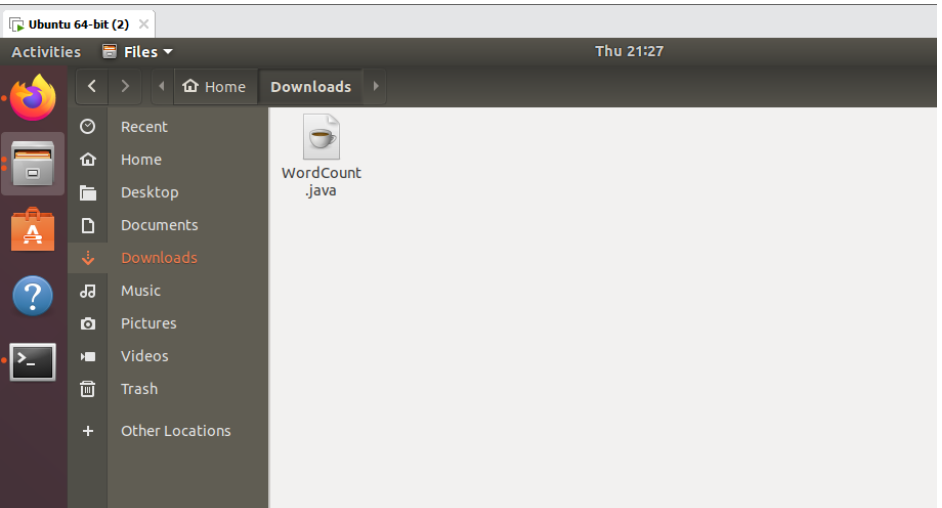 Ubuntu 64-bit (2)
Activities Files Thu 21:27
Home Downloads
Recent
Home
Desktop
Documents
Downloads
Music
Pictures
Videos
Trash
Other Locations
WordCount
.java